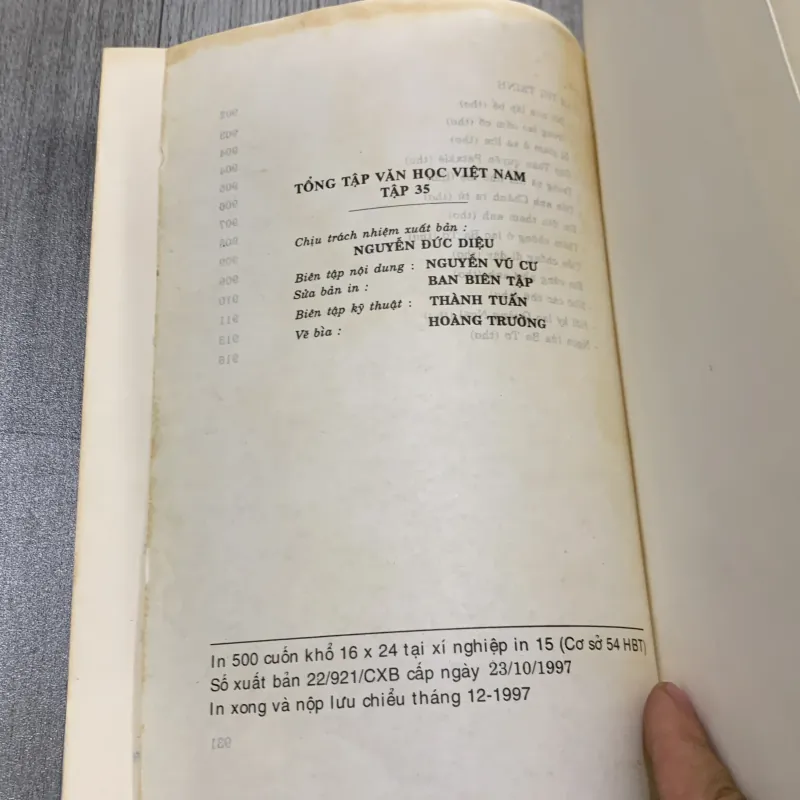 TỔNG TẬP VĂN HỌC VIỆT NAM
TẬP 35
Chịu trách nhiệm xuất bản :
NGUYỄN ĐỨC DIỆU
Biên tập nội dung : NGUYỄN VŨ CƯ
Sửa bản in : BAN BIÊN TẬP
Biên tập kỹ thuật : THÀNH TUẤN
Vẽ bìa : HOÀNG TRƯỜNG
In 500 cuốn khổ 16 x 24 tại xí nghiệp in 15 (Cơ sở 54 HBT)
Số xuất bản 22/921/CXB cấp ngày 23/10/1997
In xong và nộp lưu chiểu tháng 12-1997